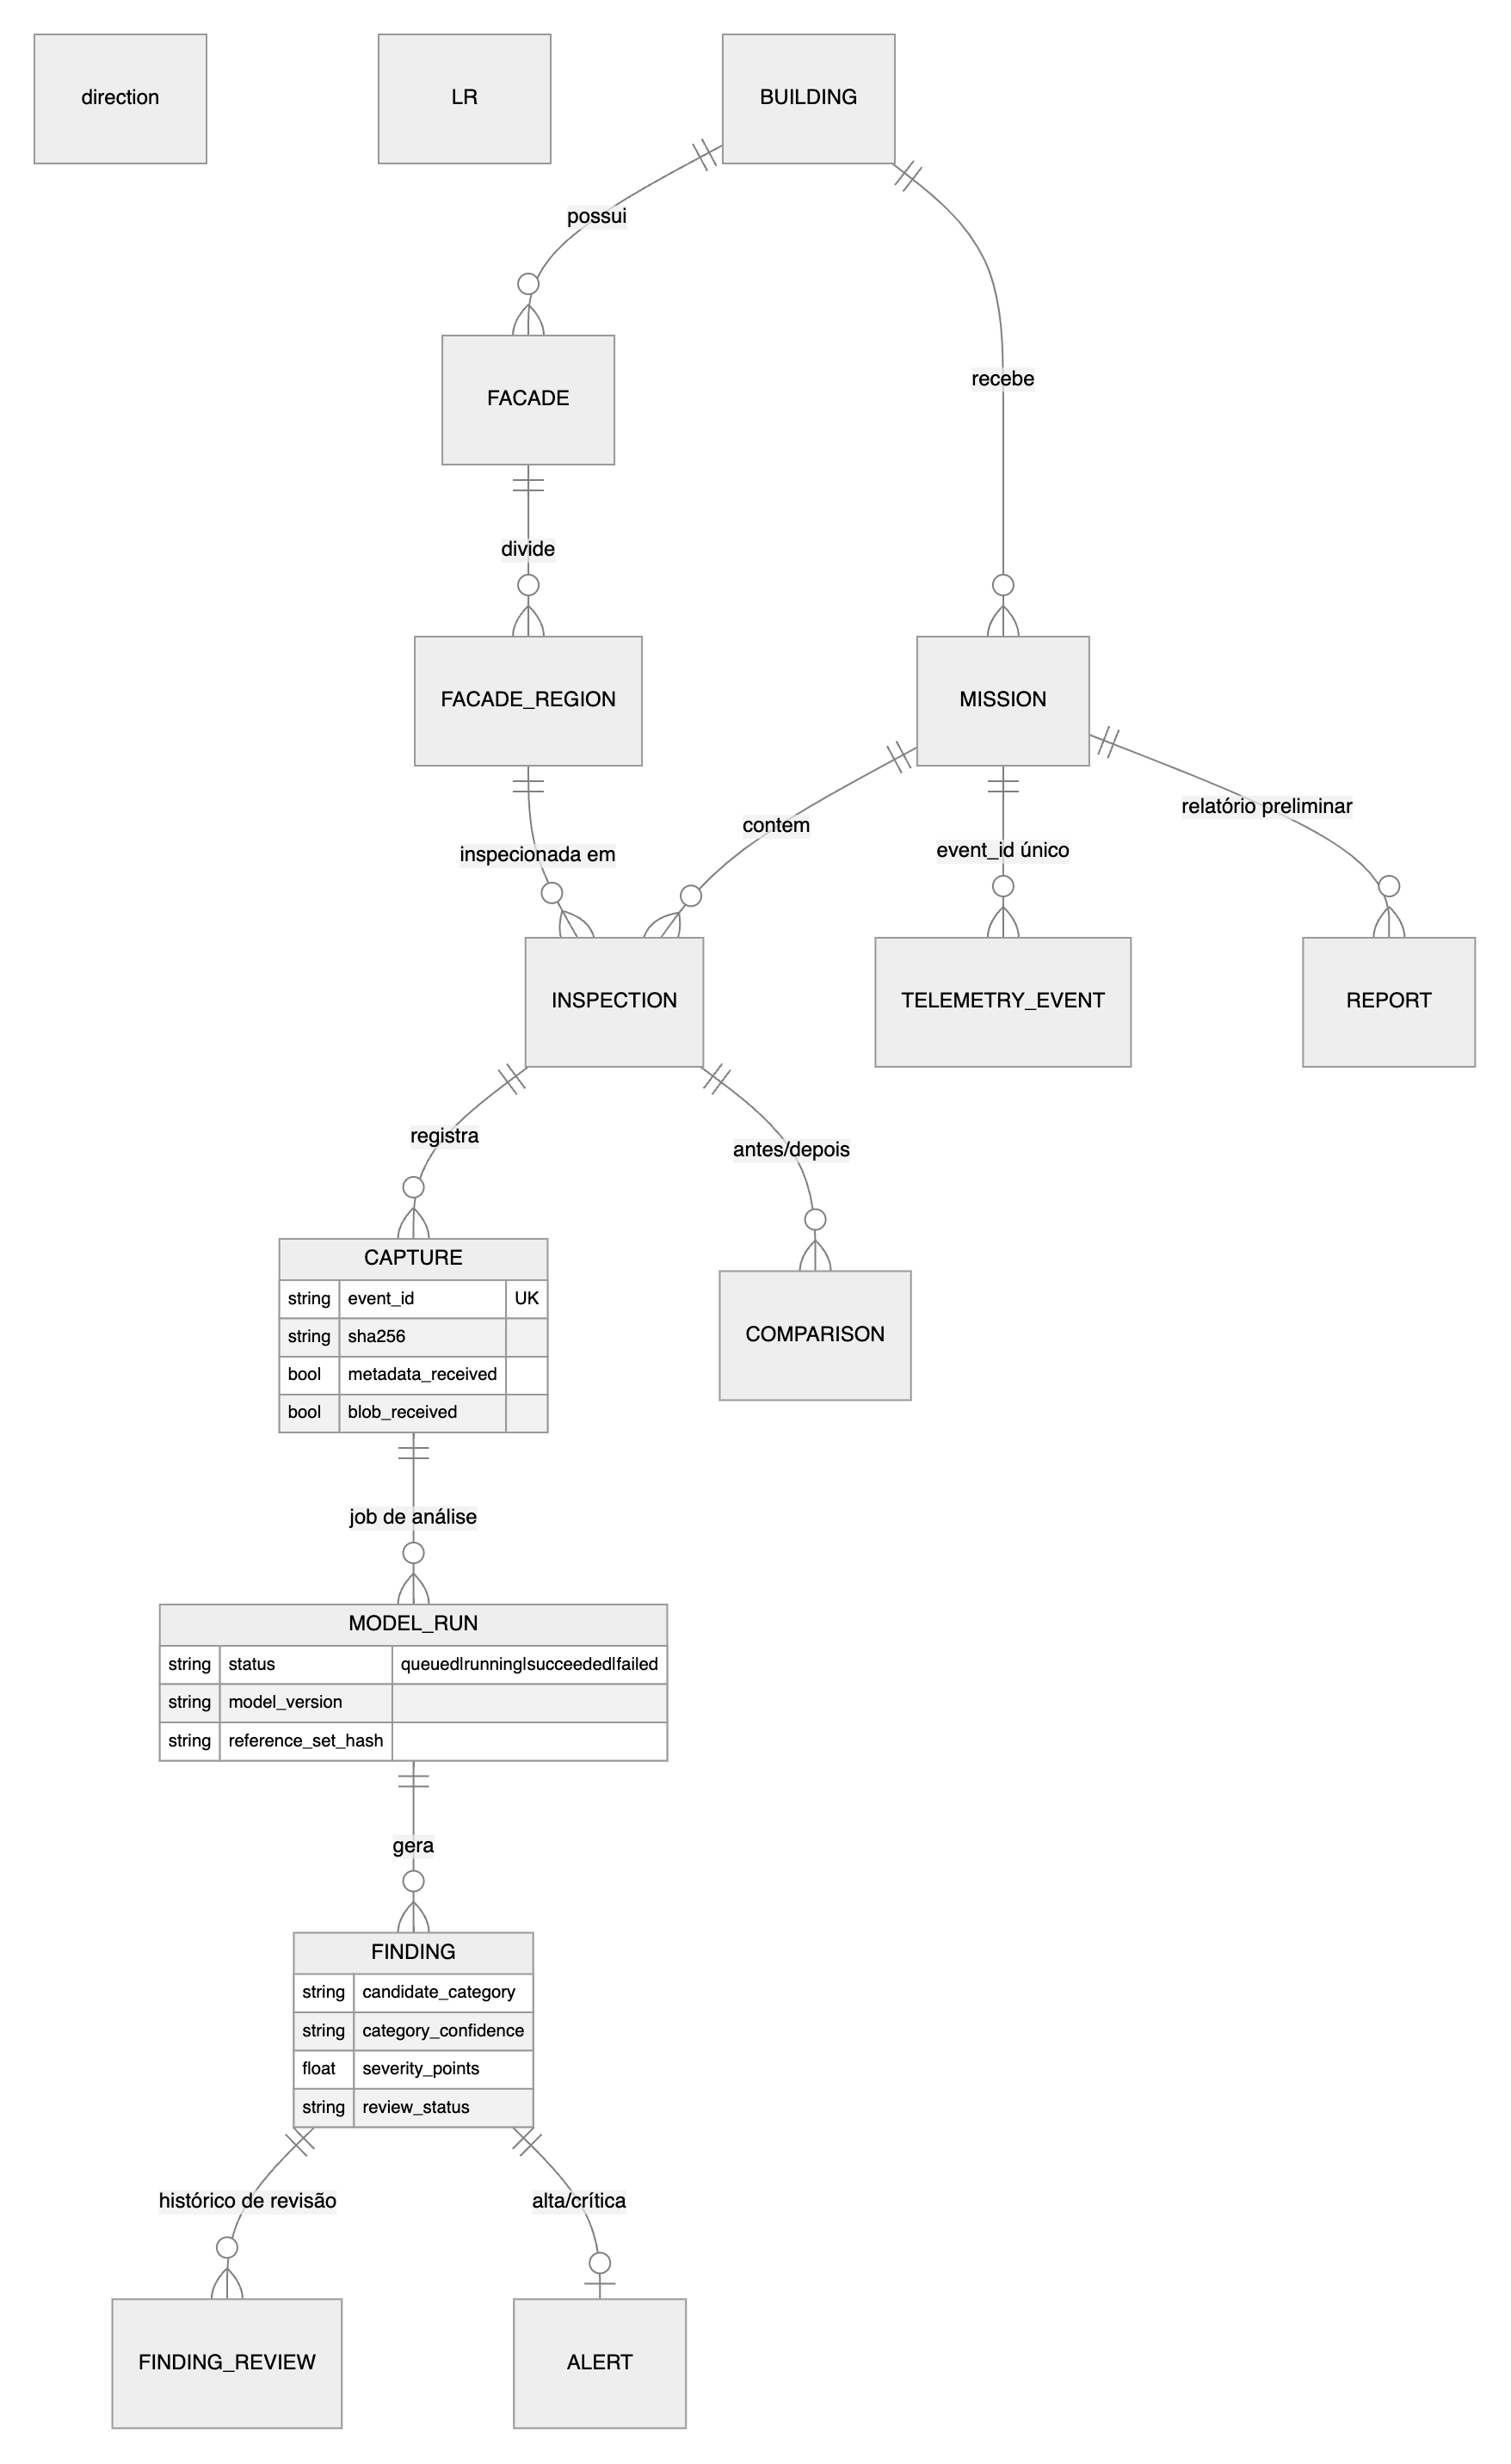 direction
LR
BUILDING
possui
recebe
FACADE
divide
FACADE_REGION
MISSION
relatório preliminar
contem
event_id único
inspecionada em
INSPECTION
TELEMETRY_EVENT
REPORT
registra
antes/depois
CAPTURE
string event_id UK
string sha256
bool metadata_received
bool blob_received
COMPARISON
job de análise
MODEL_RUN
string status queued|running|succeeded|failed
string model_version
string reference_set_hash
gera
FINDING
string candidate_category
string category_confidence
float severity_points
string review_status
histórico de revisão
alta/crítica
FINDING_REVIEW
ALERT